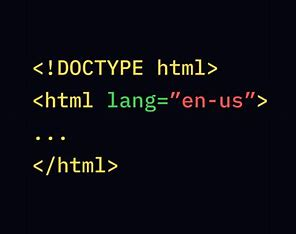 <!DOCTYPE html>
<html lang=”en-us”>
...
</html>